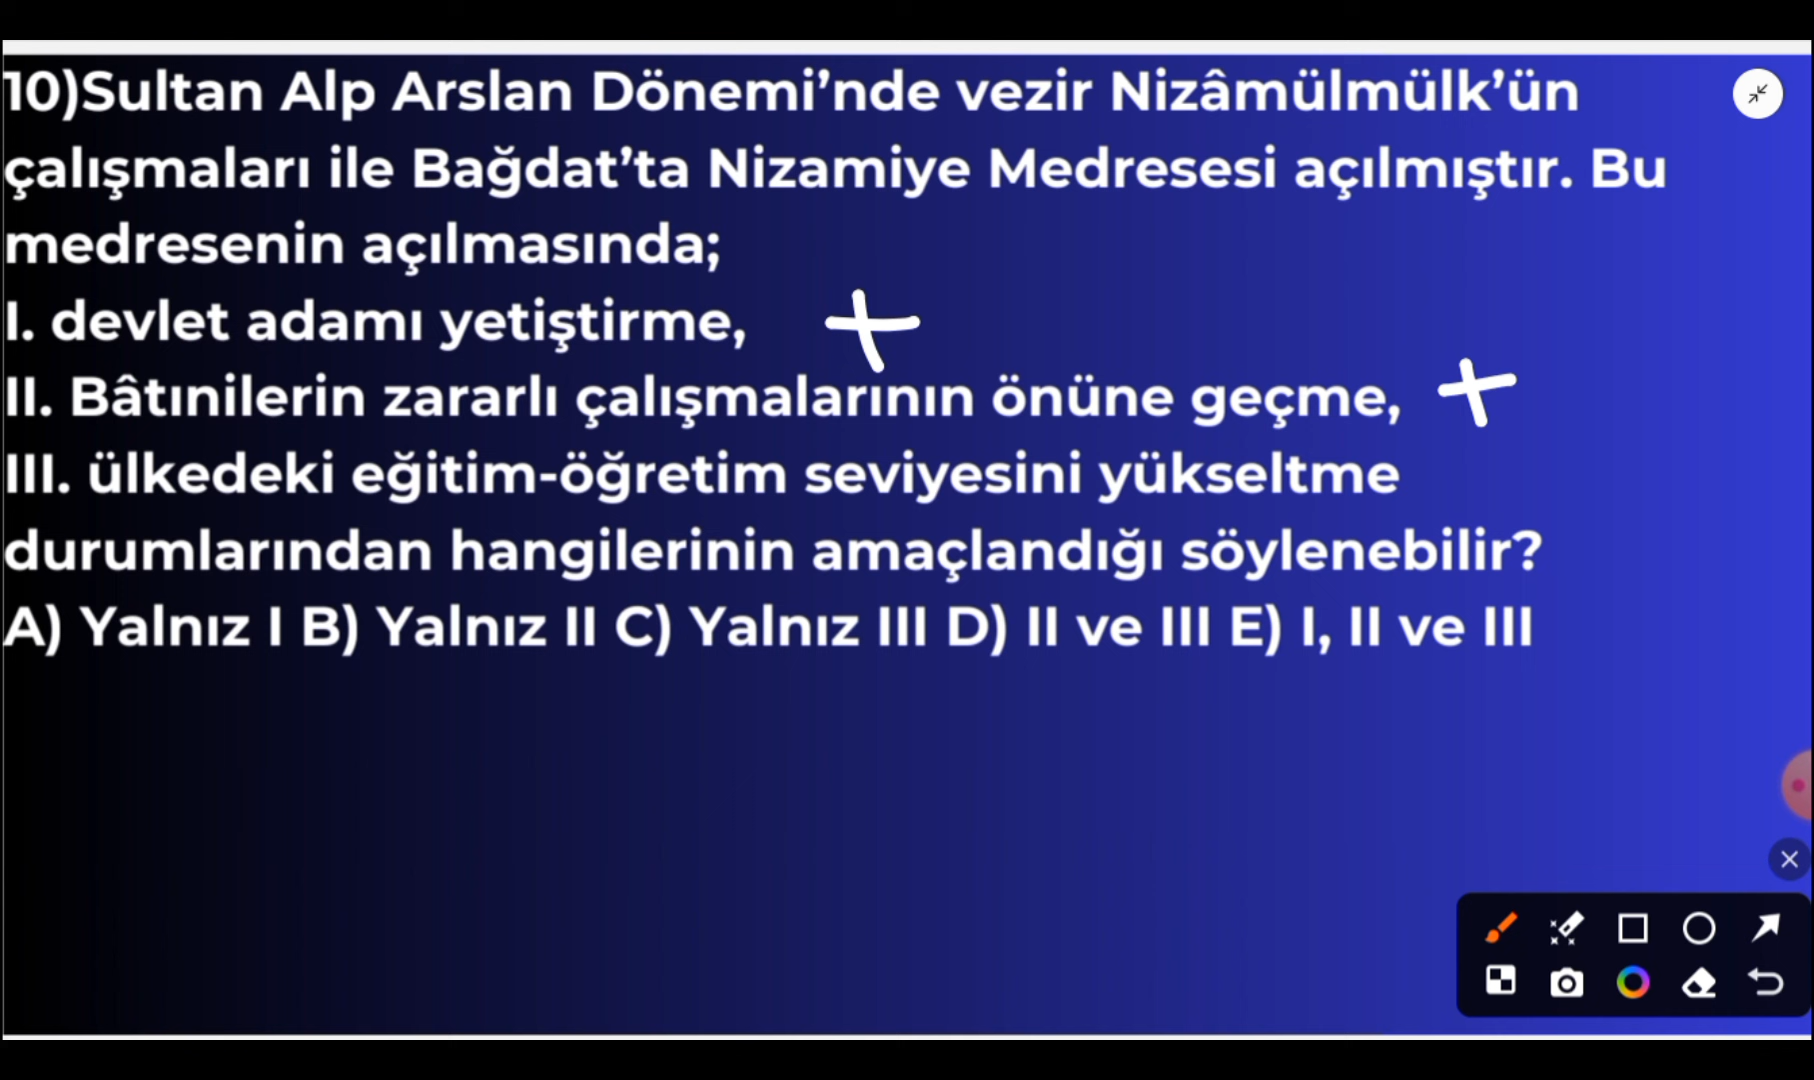 10)Sultan Alp Arslan Dönemi’nde vezir Nizâmülmülk’ün
çalışmaları ile Bağdat’ta Nizamiye Medresesi açılmıştır. Bu
medresenin açılmasında;
I. devlet adamı yetiştirme, +
II. Bâtınilerin zararlı çalışmalarının önüne geçme, +
III. ülkedeki eğitim-öğretim seviyesini yükseltme
durumlarından hangilerinin amaçlandığı söylenebilir?
A) Yalnız I B) Yalnız II C) Yalnız III D) II ve III E) I, II ve III